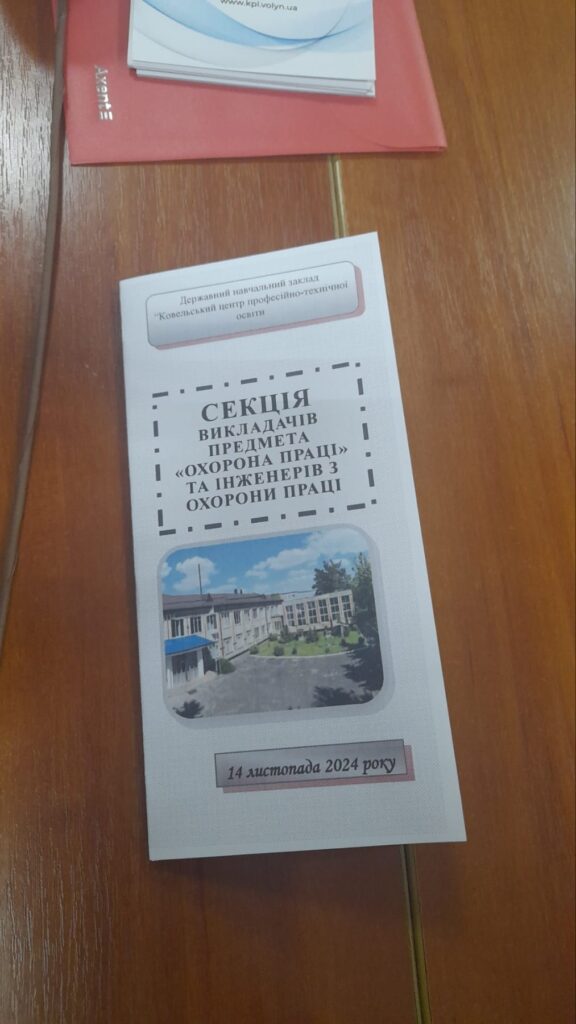 www.kpl.volyn.ua
Axent
Державний навчальний заклад
"Ковельський центр професійно-технічної
освіти
СЕКЦІЯ
ВИКЛАДАЧІВ
ПРЕДМЕТА
«ОХОРОНА ПРАЦІ»
ТА ІНЖЕНЕРІВ З
ОХОРОНИ ПРАЦІ
14 листопада 2024 року